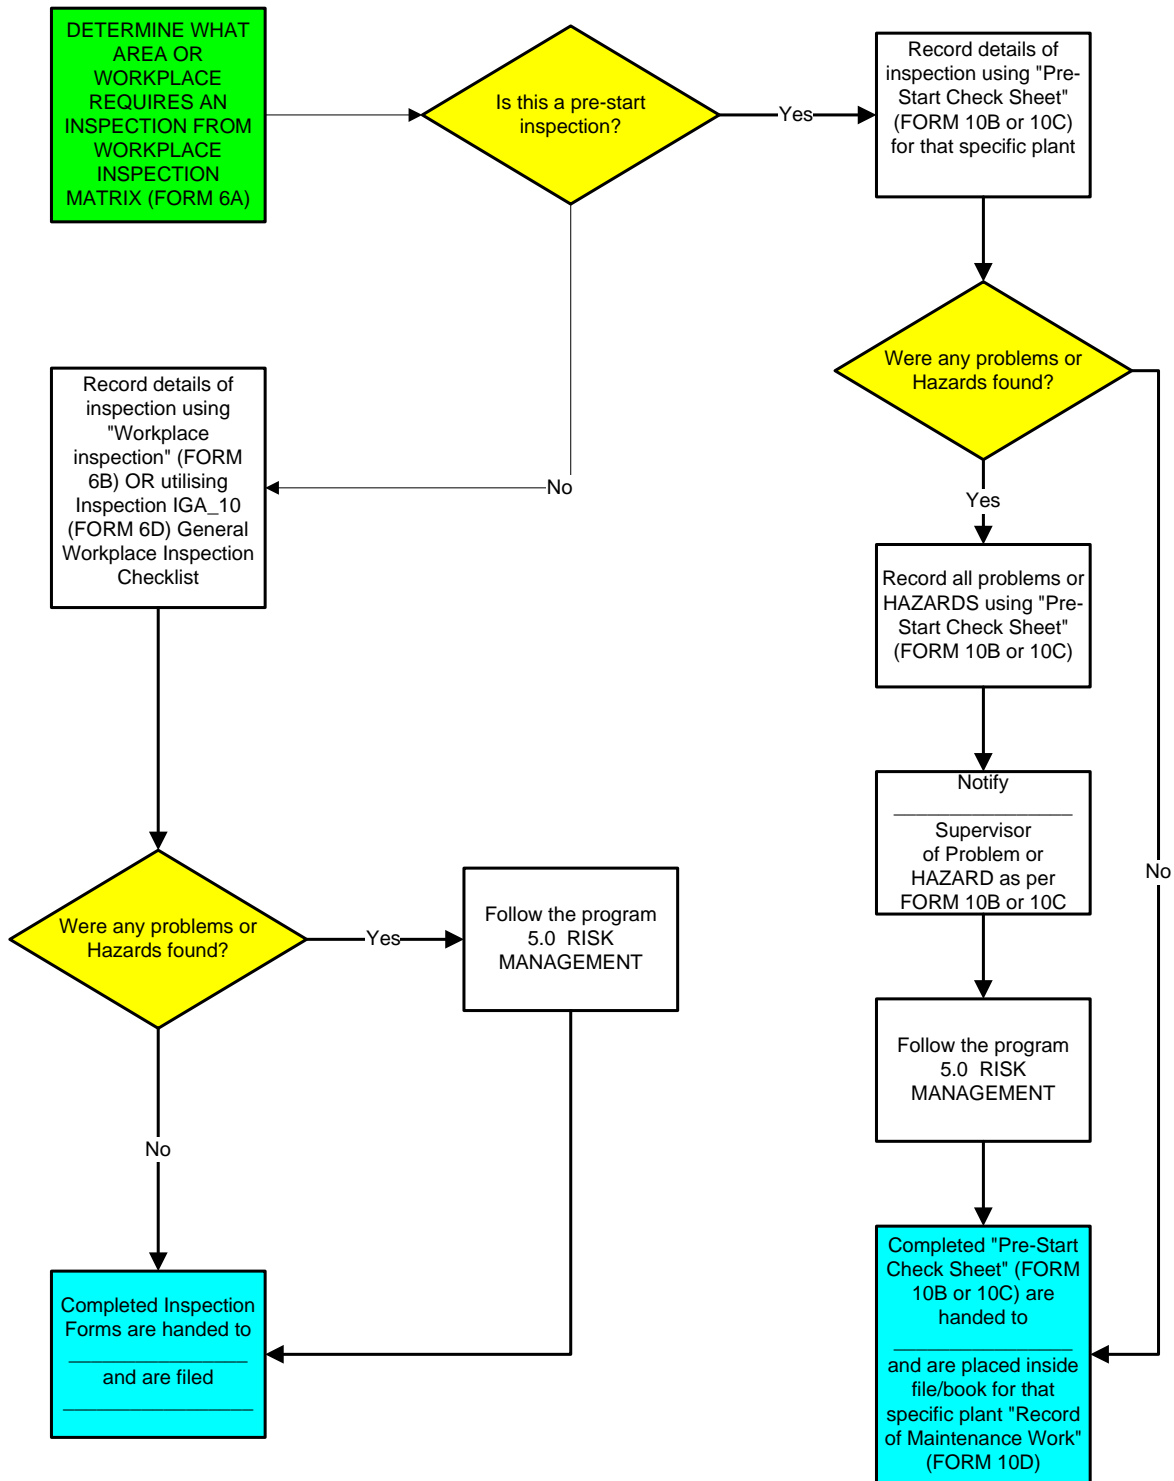 DETERMINE WHAT
AREA OR
WORKPLACE
REQUIRES AN
INSPECTION FROM
WORKPLACE
INSPECTION
MATRIX (FORM 6A)
Is this a pre-start
inspection?
Yes
Record details of
inspection using "Pre-
Start Check Sheet"
(FORM 10B or 10C)
for that specific plant
Were any problems or
Hazards found?
Record details of
inspection using
"Workplace
inspection" (FORM
6B) OR utilising
Inspection IGA_10
(FORM 6D) General
Workplace Inspection
Checklist
No
Yes
Record all problems or
HAZARDS using "Pre-
Start Check Sheet"
(FORM 10B or 10C)
Notify
________________
Supervisor
of Problem or
HAZARD as per
FORM 10B or 10C
No
Were any problems or
Hazards found?
Yes
Follow the program
5.0  RISK
MANAGEMENT
Follow the program
5.0  RISK
MANAGEMENT
No
Completed Inspection
Forms are handed to
________________
and are filed
_________________
Completed "Pre-Start
Check Sheet" (FORM
10B or 10C) are
handed to
________________
and are placed inside
file/book for that
specific plant "Record
of Maintenance Work"
(FORM 10D)